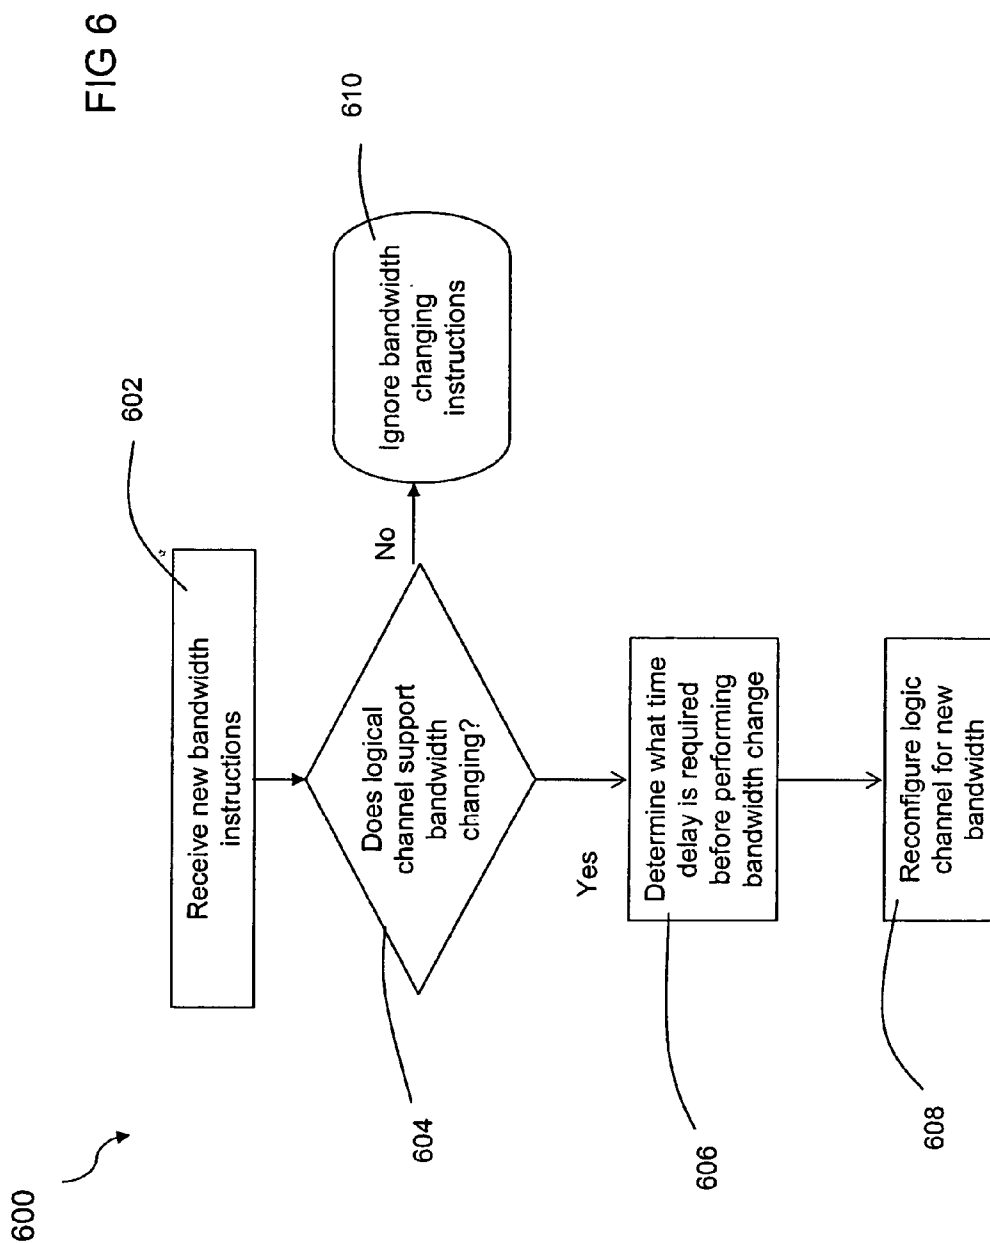 FIG 6
600
602
Receive new bandwidth
instructions
604
Does logical
channel support
bandwidth
changing?
No
610
Ignore bandwidth
changing
instructions
Yes
606
Determine what time
delay is required
before performing
bandwidth change
608
Reconfigure logic
channel for new
bandwidth